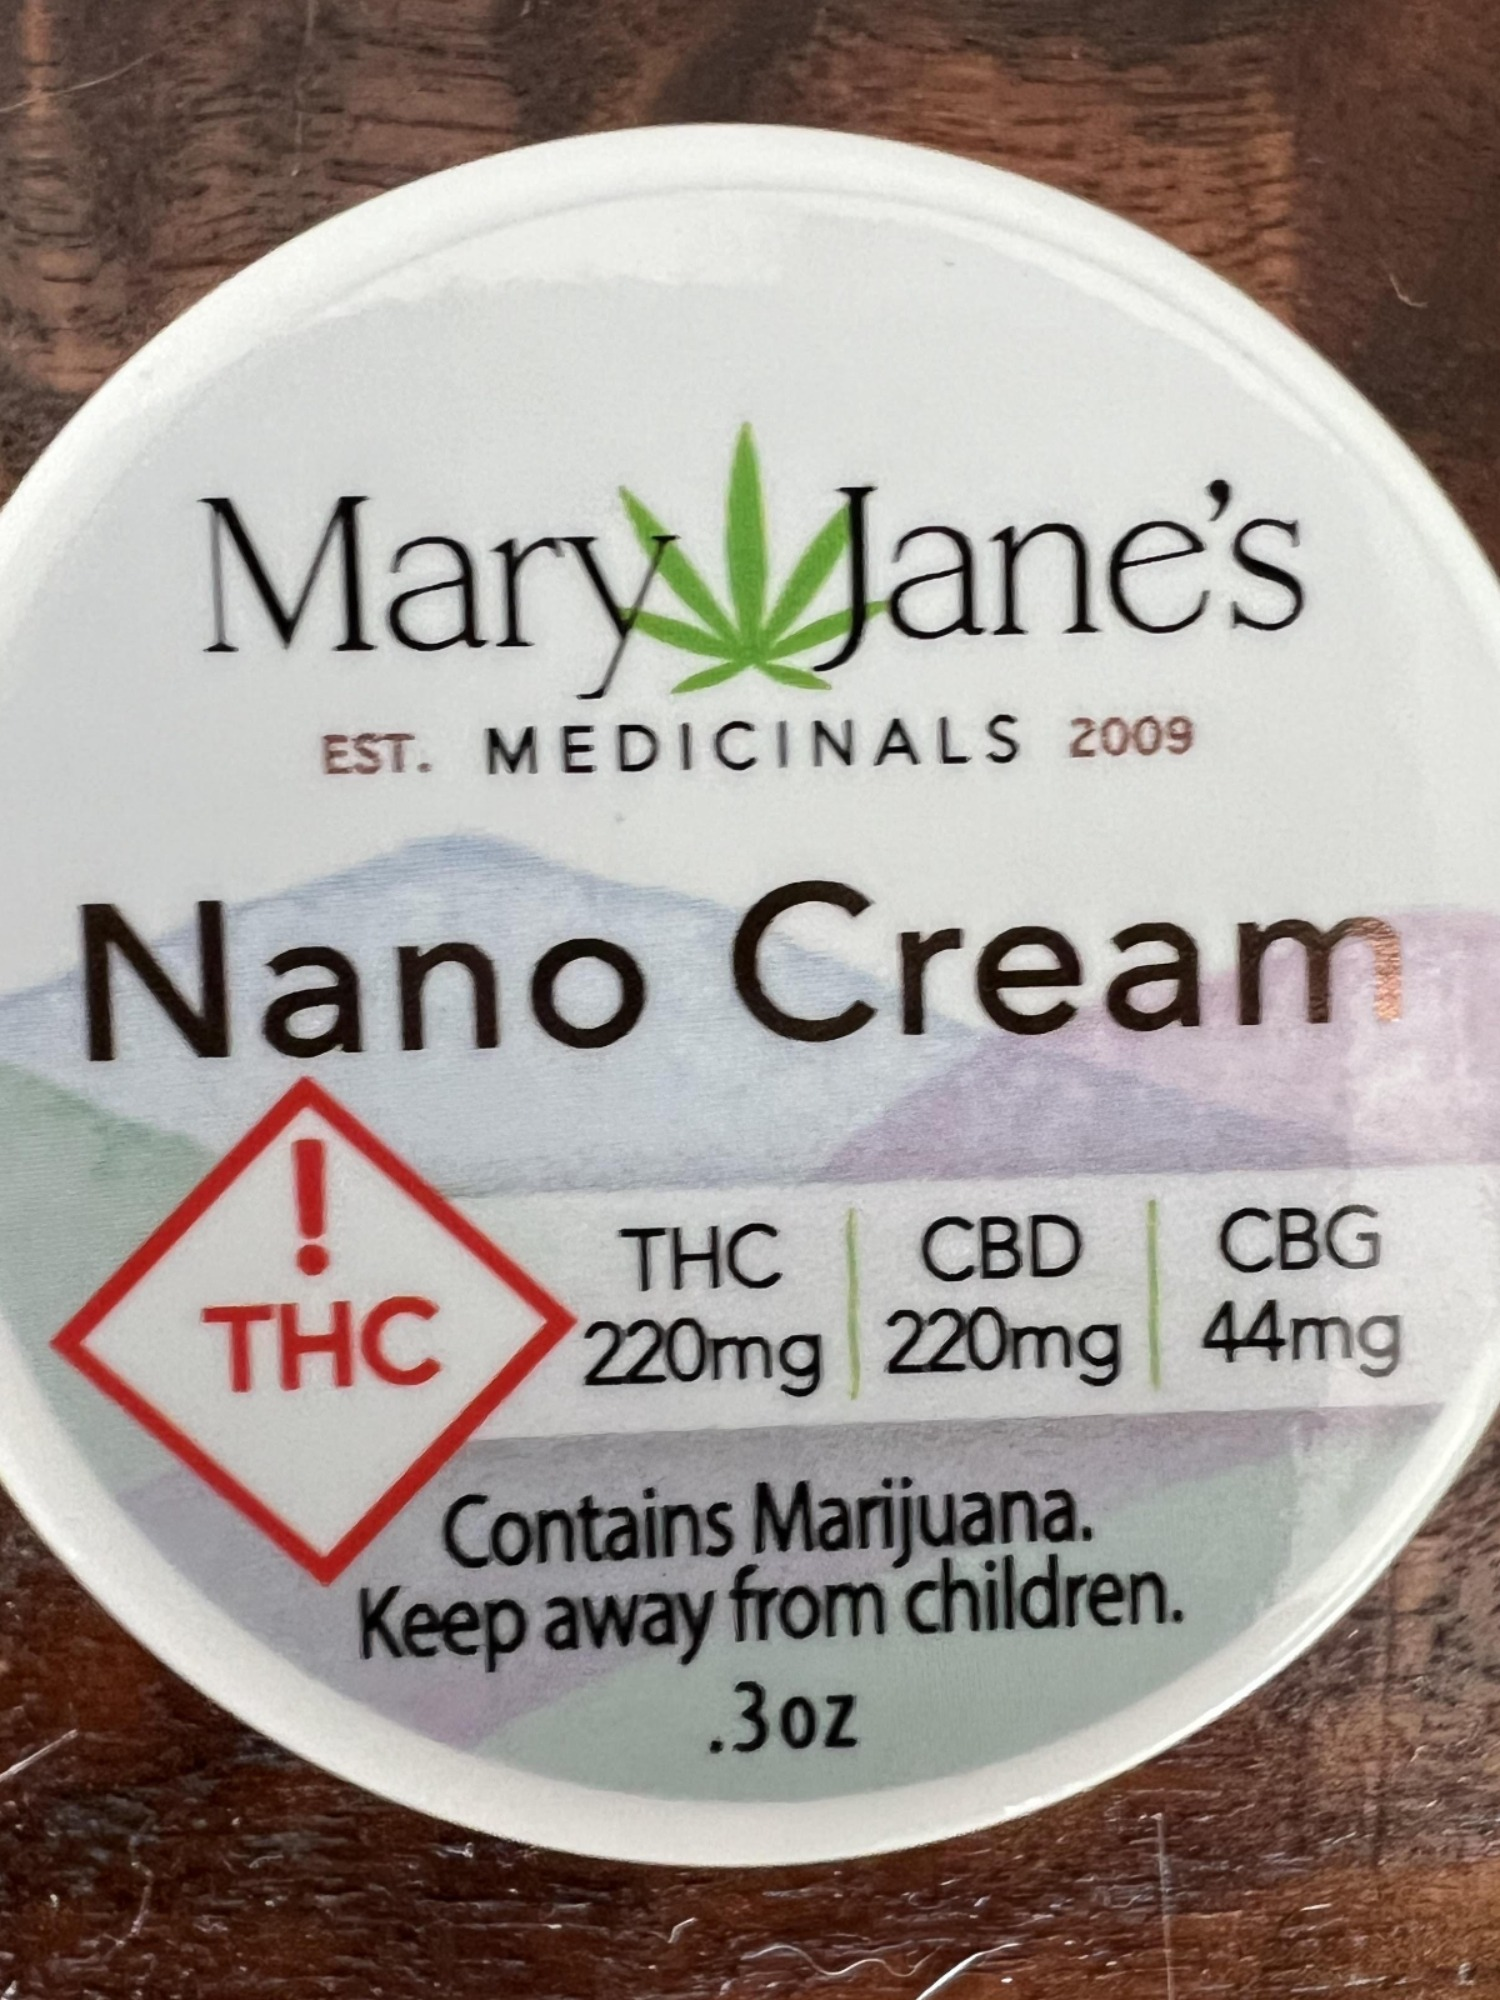 Mary Jane's
EST. MEDICINALS 2009
Nano Cream
!
THC
THC CBD CBG
220mg 220mg 44mg
Contains Marijuana.
Keep away from children.
.3oz